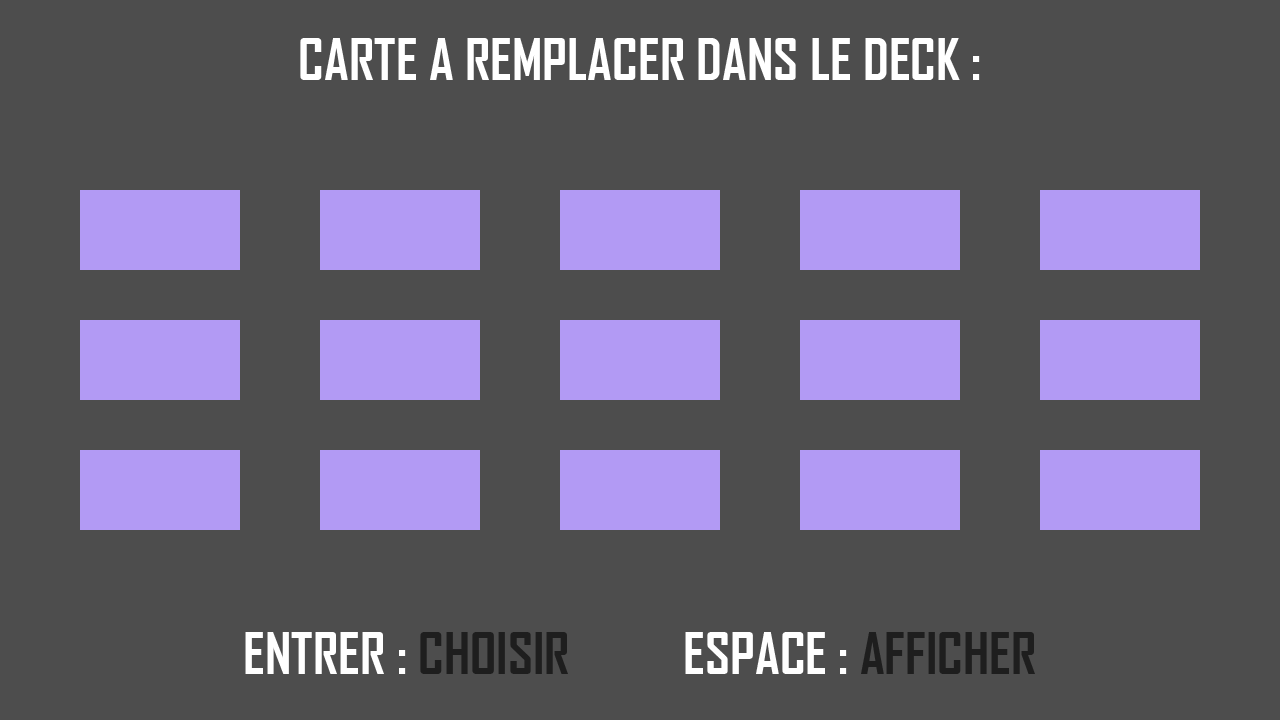 CARTE A REMPLACER DANS LE DECK :
ENTRER : CHOISIR ESPACE : AFFICHER